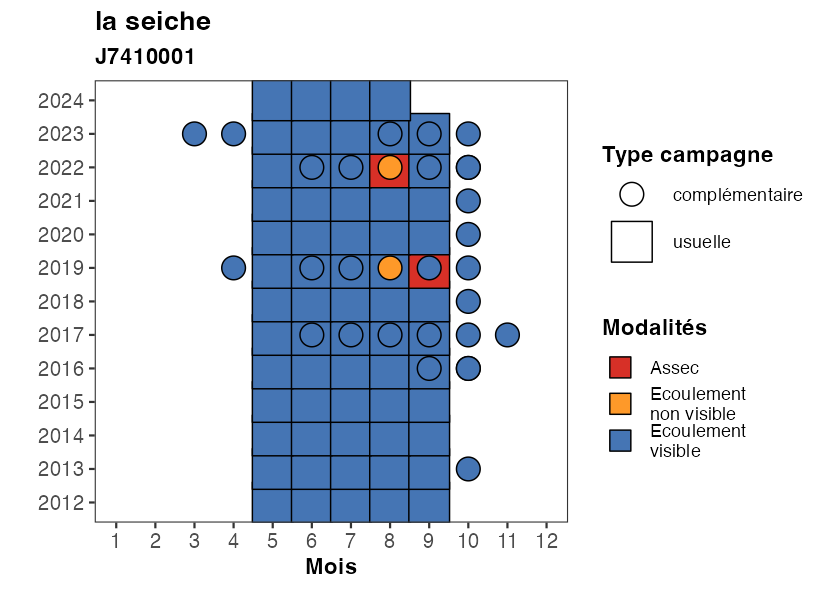 la seiche
J7410001
2024
2023
2022
2021
2020
2019
2018
2017
2016
2015
2014
2013
2012
1 2 3 4 5 6 7 8 9 10 11 12
Mois
Type campagne
complémentaire
usuelle
Modalités
Assec
Ecoulement
non visible
Ecoulement
visible